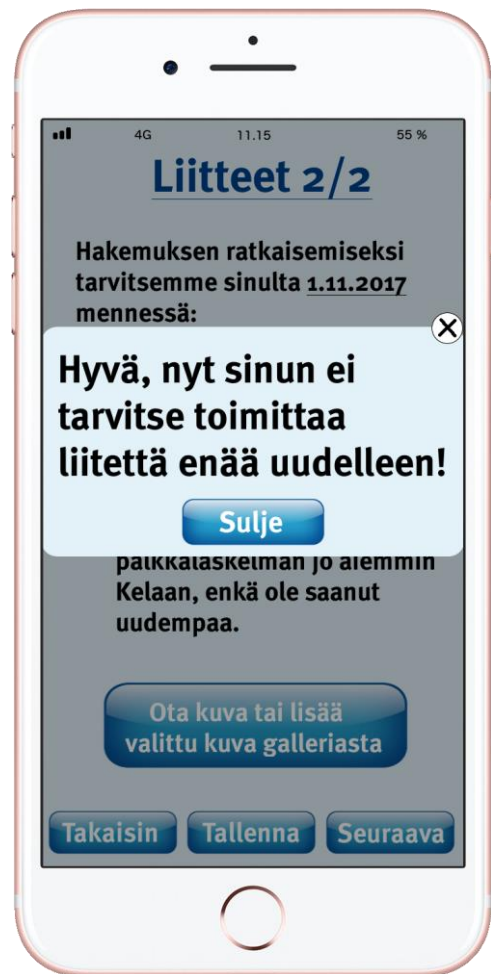 4G 11.15 55 %
Liitteet 2/2
Hakemuksen ratkaisemiseksi
tarvitsemme sinulta 1.11.2017
mennessä:
Hyvä, nyt sinun ei
tarvitse toimittaa
liitettä enää uudelleen!
Sulje
palkkalaskelman jo aiemmin
Kelaan, enkä ole saanut
uudempaa.
Ota kuva tai lisää
valittu kuva galleriasta
Takaisin Tallenna Seuraava